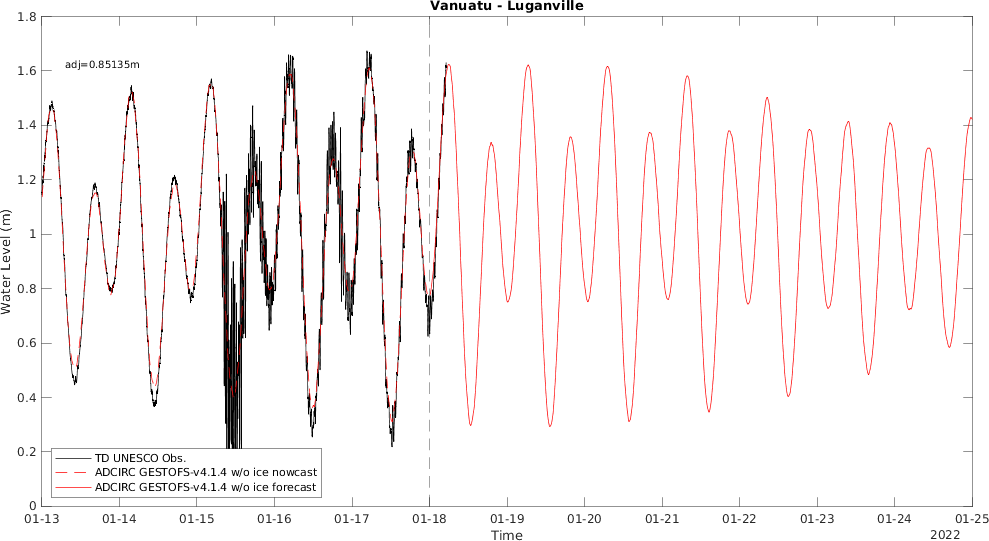 Vanuatu - Luganville
1.8
1.6
1.4
1.2
1
0.8
0.6
0.4
0.2
0
Water Level (m)
adj=0.85135m
TD UNESCO Obs.
ADCIRC GESTOFS-v4.1.4 w/o ice nowcast
ADCIRC GESTOFS-v4.1.4 w/o ice forecast
01-13 01-14 01-15 01-16 01-17 01-18 01-19 01-20 01-21 01-22 01-23 01-24 01-25
Time
2022